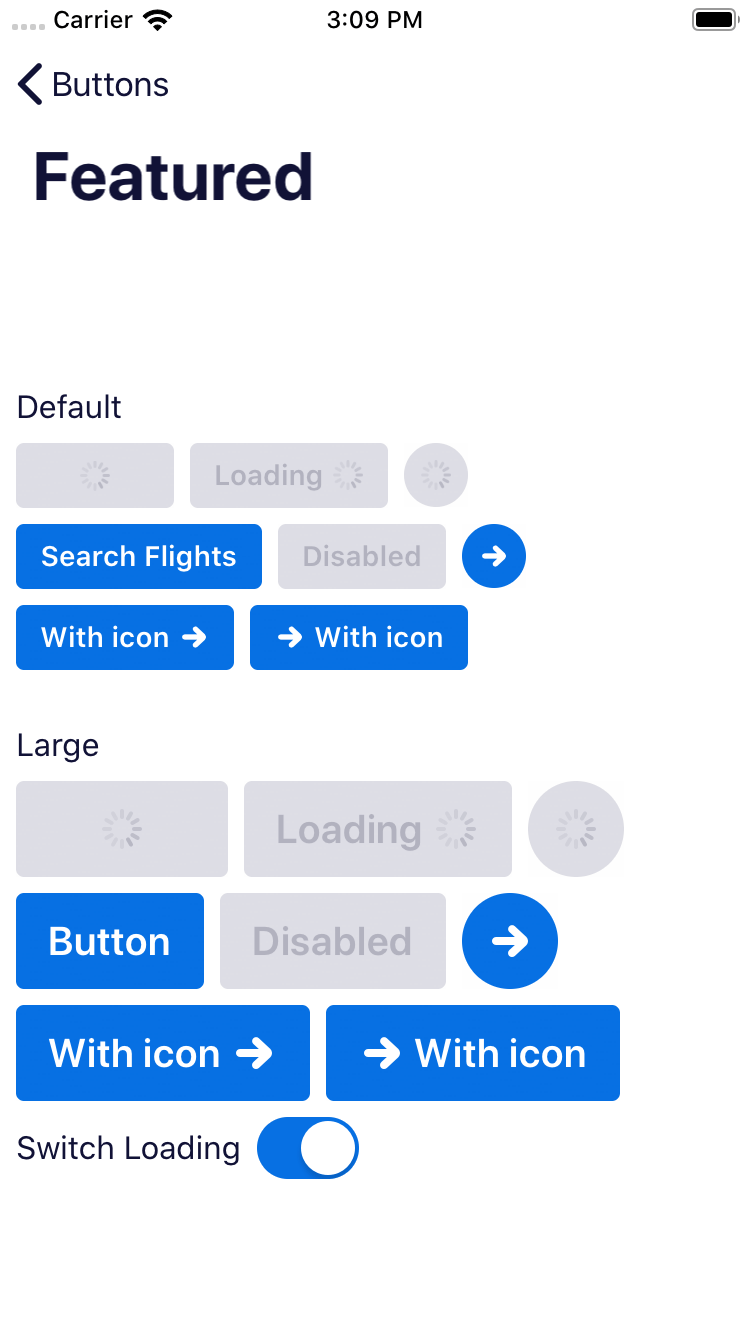 Carrier 3:09 PM
Buttons
Featured
Default
Loading
Search Flights Disabled
With icon With icon
Large
Loading
Button Disabled
With icon With icon
Switch Loading